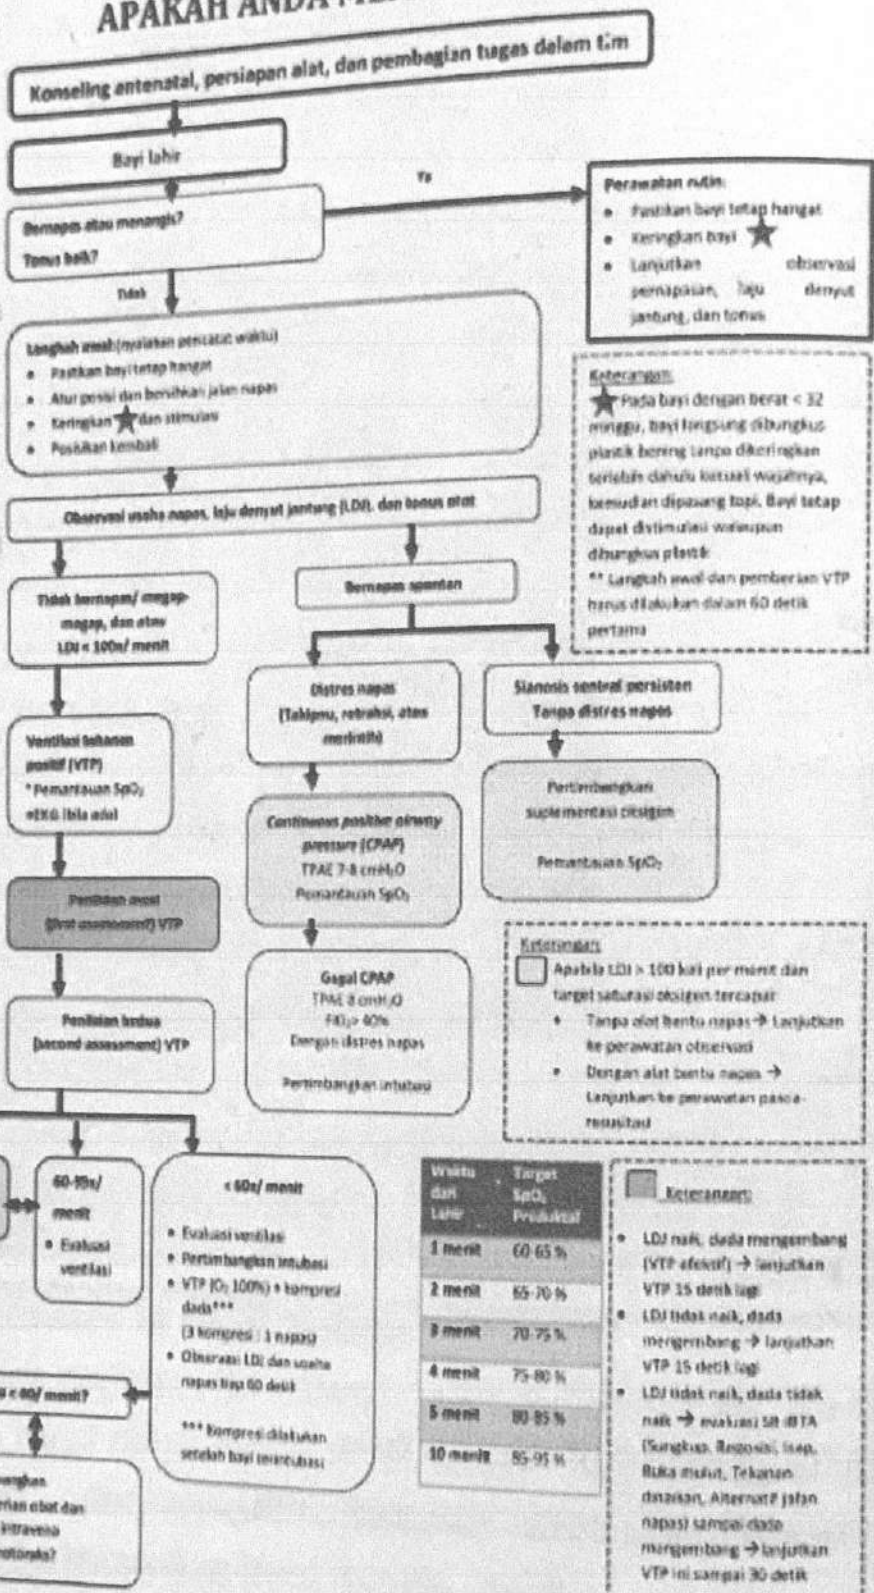 APAKAH ANDA
Konseling antenatal, persiapan alat, dan pembagian tugas dalam tim
Bayi lahir
Ya
Bernapas atau menangis?
Tonus baik?
Tidak
Perawatan rutin:
Pastikan bayi tetap hangat
Keringkan bayi
Lanjutkan observasi
pernapasan, laju denyut
jantung, dan tonus
Langkah awal (nyalakan pencatat waktu)
Pastikan bayi tetap hangat
Atur posisi dan bersihkan jalan napas
Keringkan dan stimulasi
Posisikan kembali
Keterangan:
Pada bayi dengan berat < 32
minggu, bayi langsung dibungkus
plastik bening tanpa dikeringkan
terlebih dahulu kecuali wajahnya,
kemudian dipasang topi. Bayi tetap
dapat distimulasi walaupun
dibungkus plastik
** Langkah awal dan pemberian VTP
harus dilakukan dalam 60 detik
pertama
Observasi usaha napas, laju denyut jantung (LDJ), dan tonus otot
Tidak bernapas/ megap-
megap, dan atau
LDJ < 100x/ menit
Bernapas spontan
Distres napas
(Takipnu, retraksi, atau
merintih)
Sianosis sentral persisten
Tanpa distres napas
Ventilasi tekanan
positif (VTP)
* Pemantauan SpO₂
*EKG (bila ada)
Continuous positive airway
pressure (CPAP)
TPAE 7-8 cmH₂O
Pemantauan SpO₂
Pertimbangkan
suplementasi oksigen
Pemantauan SpO₂
Penilaian awal
(first assessment) VTP
Gagal CPAP
TPAE 8 cmH₂O
FiO₂> 40%
Dengan distres napas
Pertimbangkan intubasi
Keterangan:
Apabila LDJ > 100 kali per menit dan
target saturasi oksigen tercapai:
Tanpa alat bantu napas → Lanjutkan
ke perawatan observasi
Dengan alat bantu napas →
Lanjutkan ke perawatan pasca-
resusitasi
Penilaian kedua
(second assessment) VTP
60-99x/
menit
Evaluasi
ventilasi
< 60x/ menit
Evaluasi ventilasi
Pertimbangkan intubasi
VTP (O₂ 100%) + kompresi
dada***
(3 kompresi : 1 napas)
Observasi LDJ dan usaha
napas tiap 60 detik
*** Kompresi dilakukan
setelah bayi terintubasi
Waktu dari Lahir Target SpO₂ Preduktal
1 menit 60-65 %
2 menit 65-70 %
3 menit 70-75 %
4 menit 75-80 %
5 menit 80-85 %
10 menit 85-95 %
Keterangan:
LDJ naik, dada mengembang
(VTP efektif) → lanjutkan
VTP 15 detik lagi
LDJ tidak naik, dada
mengembang → lanjutkan
VTP 15 detik lagi
LDJ tidak naik, dada tidak
naik → evaluasi SR IBTA
(Sungkup, Reposisi, Isap,
Buka mulut, Tekanan
dinaikan, Alternatif jalan
napas) sampai dada
mengembang → lanjutkan
VTP ini sampai 30 detik
< 60/ menit?
obat dan
intravena